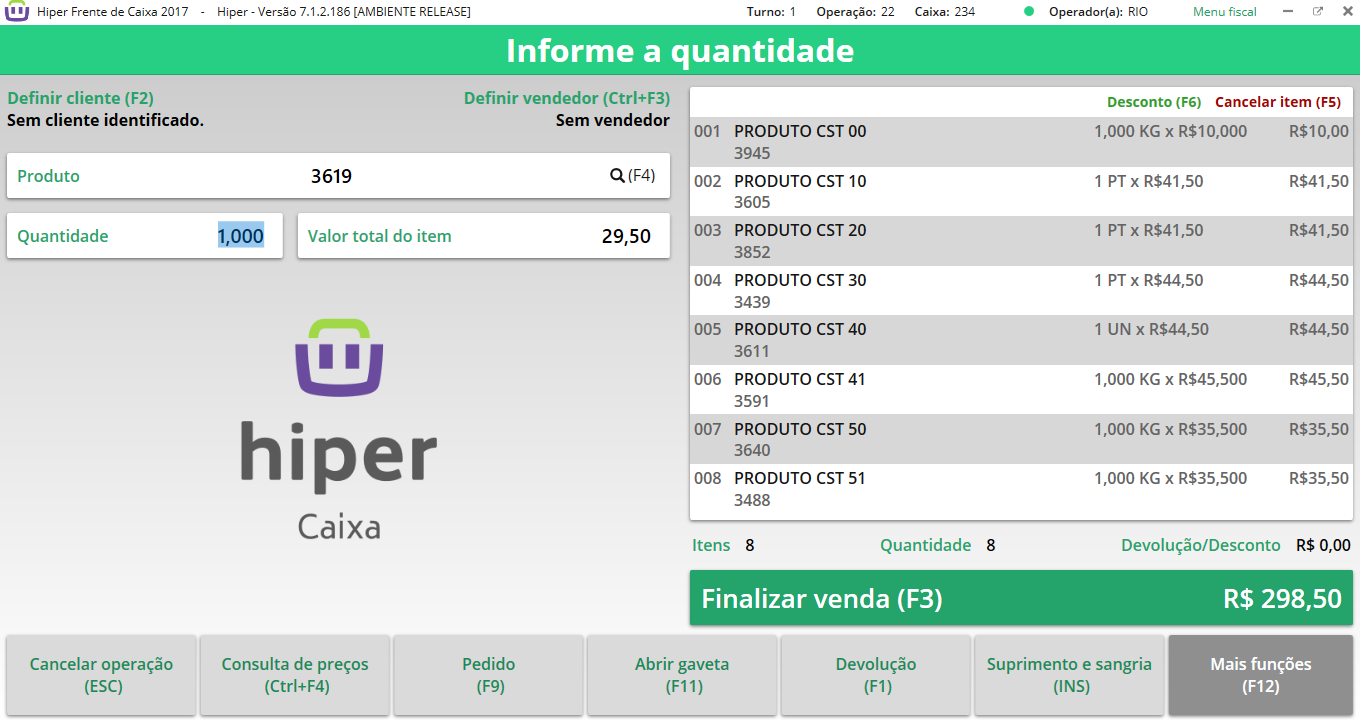 Hiper Frente de Caixa 2017 - Hiper - Versão 7.1.2.186 [AMBIENTE RELEASE] Turno: 1 Operação: 22 Caixa: 234 Operador(a): RIO Menu fiscal
Informe a quantidade
Definir cliente (F2) Definir vendedor (Ctrl+F3)
Sem cliente identificado. Sem vendedor
Produto 3619 (F4)
Quantidade 1,000 Valor total do item 29,50
hiper
Caixa
Desconto (F6) Cancelar item (F5)
001 PRODUTO CST 00 1,000 KG x R$10,000 R$10,00
3945
002 PRODUTO CST 10 1 PT x R$41,50 R$41,50
3605
003 PRODUTO CST 20 1 PT x R$41,50 R$41,50
3852
004 PRODUTO CST 30 1 PT x R$44,50 R$44,50
3439
005 PRODUTO CST 40 1 UN x R$44,50 R$44,50
3611
006 PRODUTO CST 41 1,000 KG x R$45,500 R$45,50
3591
007 PRODUTO CST 50 1,000 KG x R$35,500 R$35,50
3640
008 PRODUTO CST 51 1,000 KG x R$35,500 R$35,50
3488
Itens 8 Quantidade 8 Devolução/Desconto R$ 0,00
Finalizar venda (F3) R$ 298,50
Cancelar operação
(ESC)
Consulta de preços
(Ctrl+F4)
Pedido
(F9)
Abrir gaveta
(F11)
Devolução
(F1)
Suprimento e sangria
(INS)
Mais funções
(F12)